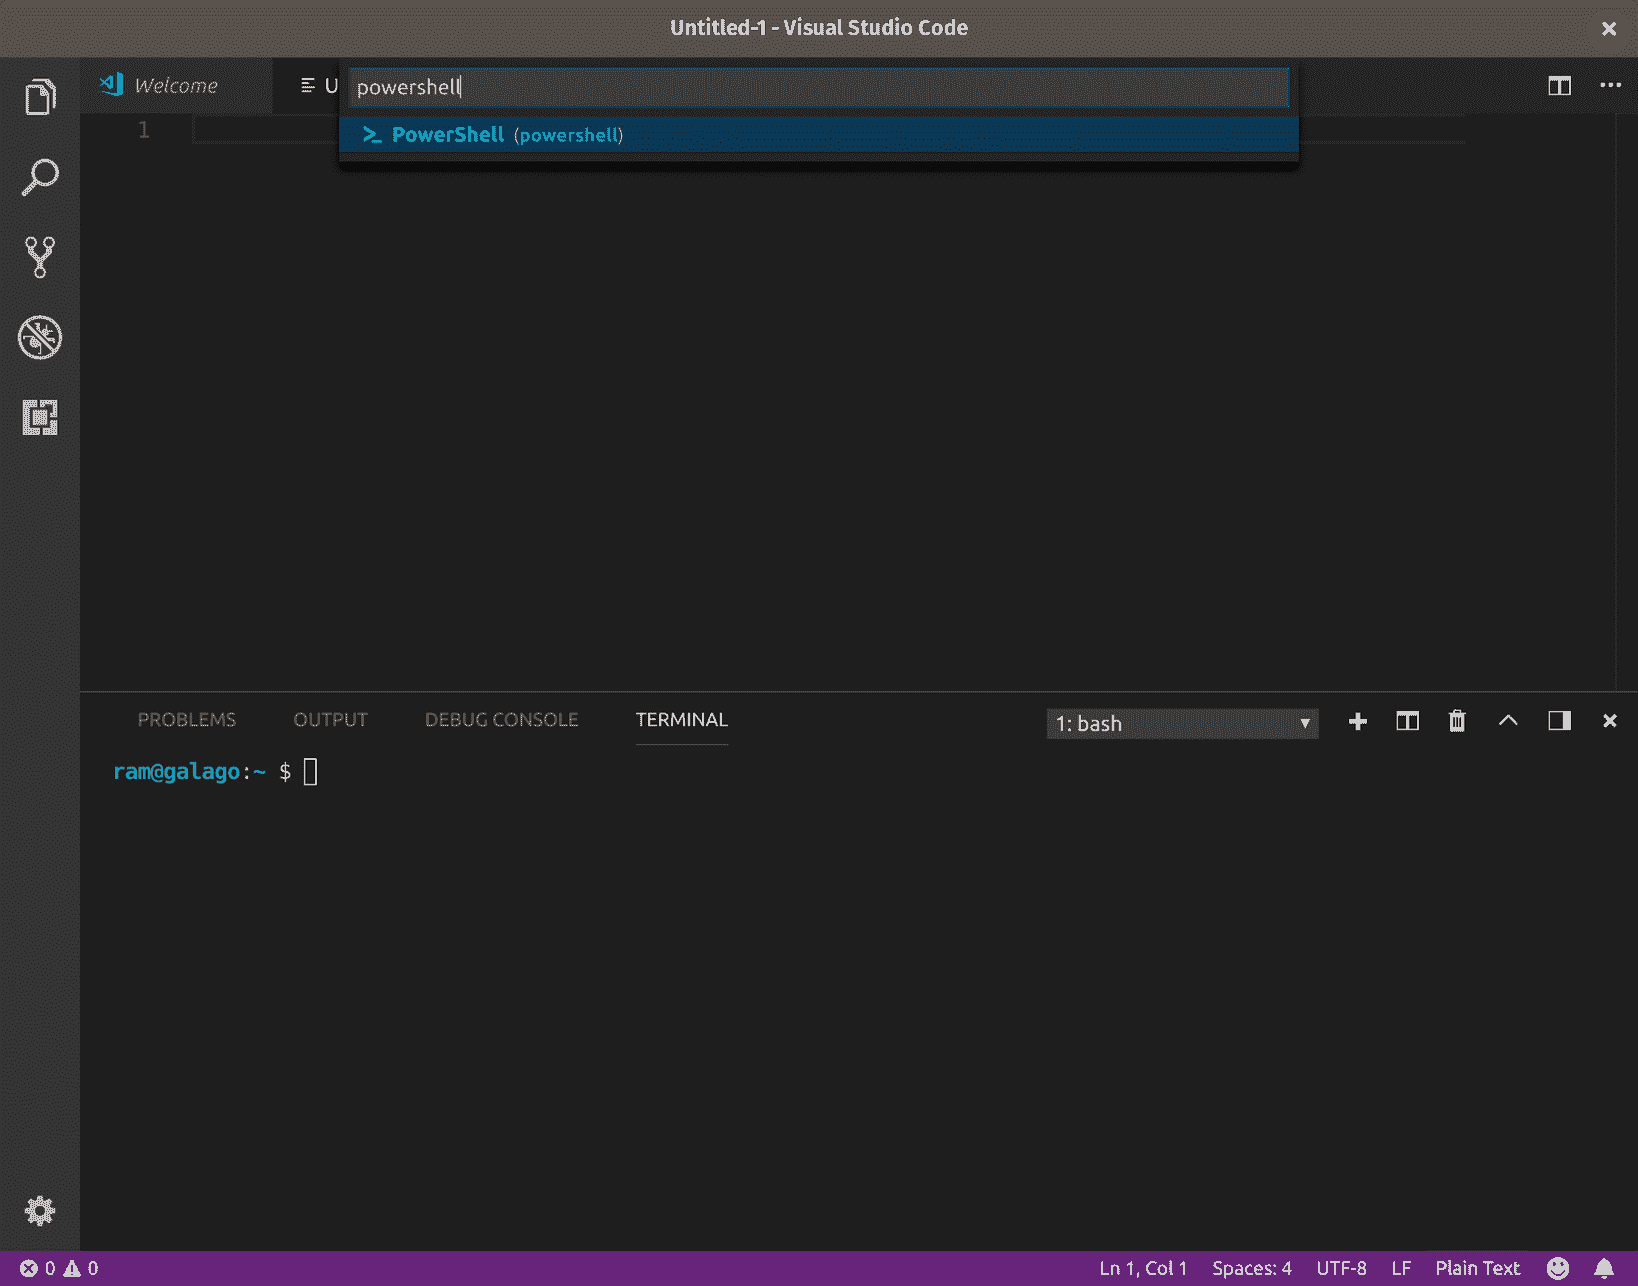 Untitled-1 - Visual Studio Code
Welcome
U
powershell
PowerShell (powershell)
1
PROBLEMS OUTPUT DEBUG CONSOLE TERMINAL 1: bash
ram@galago:~ $
0 0 Ln 1, Col 1 Spaces: 4 UTF-8 LF Plain Text